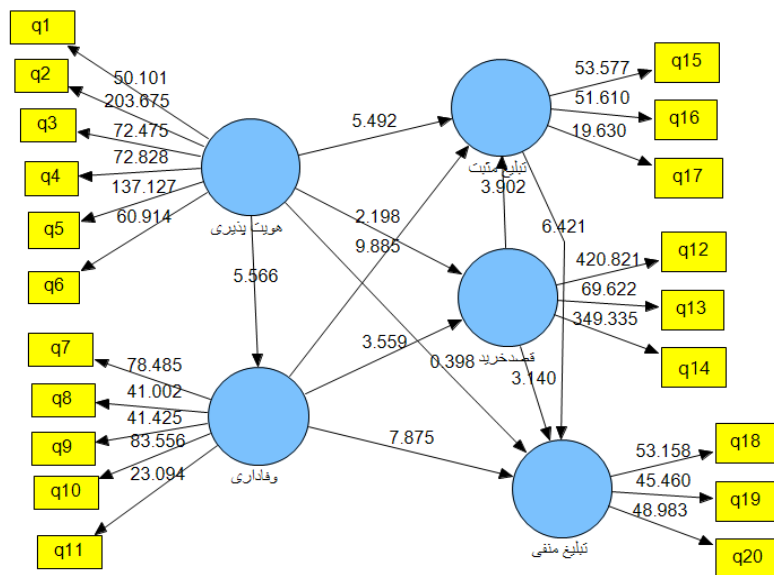 q1
50.101
q2
203.675
q3
72.475
q4
72.828
q5
137.127
q6
60.914
هویت پذیری
5.566
q7
78.485
q8
41.002
q9
41.425
q10
83.556
q11
23.094
وفاداری
5.492
2.198
9.885
3.559
0.398
7.875
تبلیغ مثبت
3.902
6.421
قصدخرید
3.140
تبلیغ منفی
53.577
q15
51.610
q16
19.630
q17
420.821
q12
69.622
q13
349.335
q14
53.158
q18
45.460
q19
48.983
q20